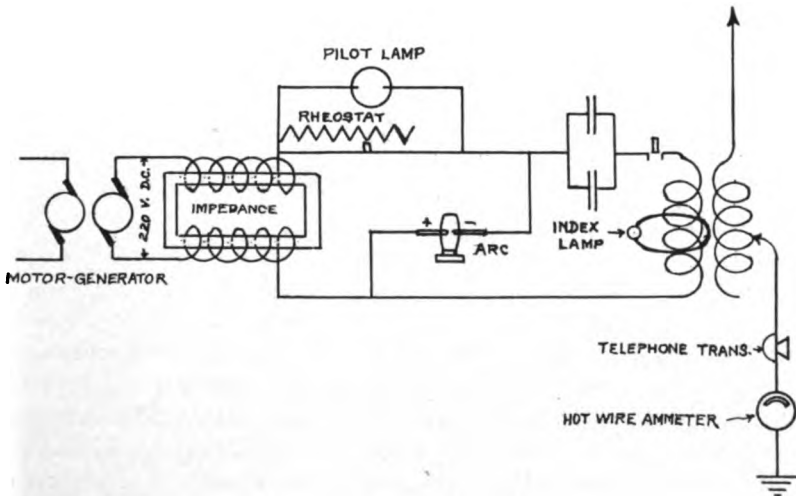 PILOT LAMP
RHEOSTAT
220 V. D.C.
IMPEDANCE
+ -
ARC
INDEX
LAMP
MOTOR-GENERATOR
TELEPHONE TRANS.
HOT WIRE AMMETER